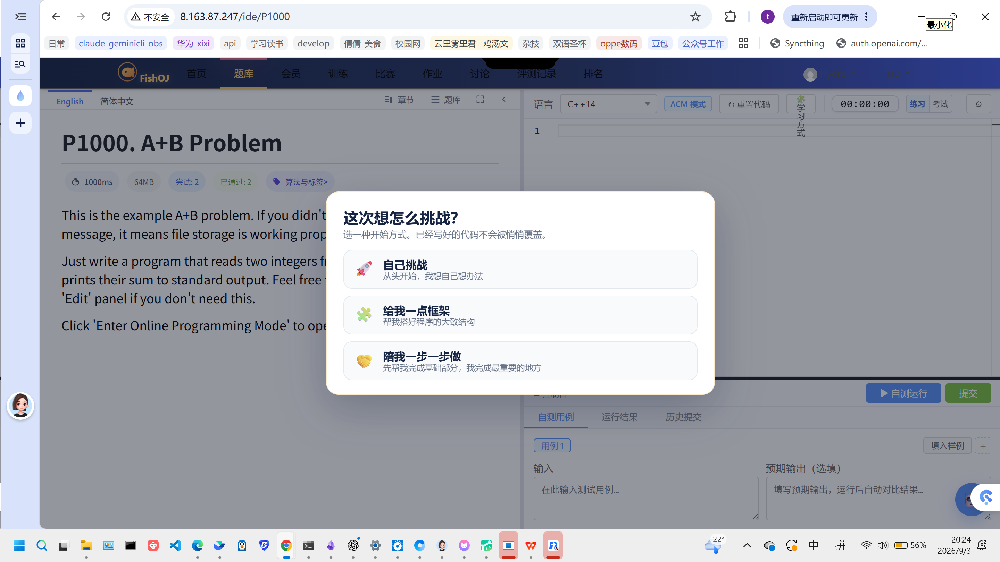 不安全
8.163.87.247/ide/P1000
t
重新启动即可更新
最小化
日常
claude-geminicli-obs
华为-xixi
api
学习读书
develop
倩倩-美食
校园网
云里雾里君--鸡汤文
杂技
双语圣杯
oppe数码
豆包
公众号工作
Syncthing
auth.openai.com/...
FishOJ
首页
题库
会员
训练
比赛
作业
讨论
评测记录
排名
Hydro
tao
English
简体中文
章节
题库
语言
C++14
ACM 模式
↻ 重置代码
学习方式
00:00:00
练习
考试
P1000. A+B Problem
1
1000ms
64MB
尝试: 2
已通过: 2
算法与标签>
This is the example A+B problem. If you didn't
message, it means file storage is working prop
Just write a program that reads two integers fr
prints their sum to standard output. Feel free
'Edit' panel if you don't need this.
Click 'Enter Online Programming Mode' to ope
这次想怎么挑战？
选一种开始方式。已经写好的代码不会被悄悄覆盖。
自己挑战
从头开始，我想自己想办法
给我一点框架
帮我搭好程序的大致结构
陪我一步一步做
先帮我完成基础部分，我完成最重要的地方
控制台
自测运行
提交
自测用例
运行结果
历史提交
用例 1
填入样例
+
输入
预期输出（选填）
在此输入测试用例...
填写预期输出，运行后自动对比结果...
22°
中
拼
56%
20:24
2026/9/3